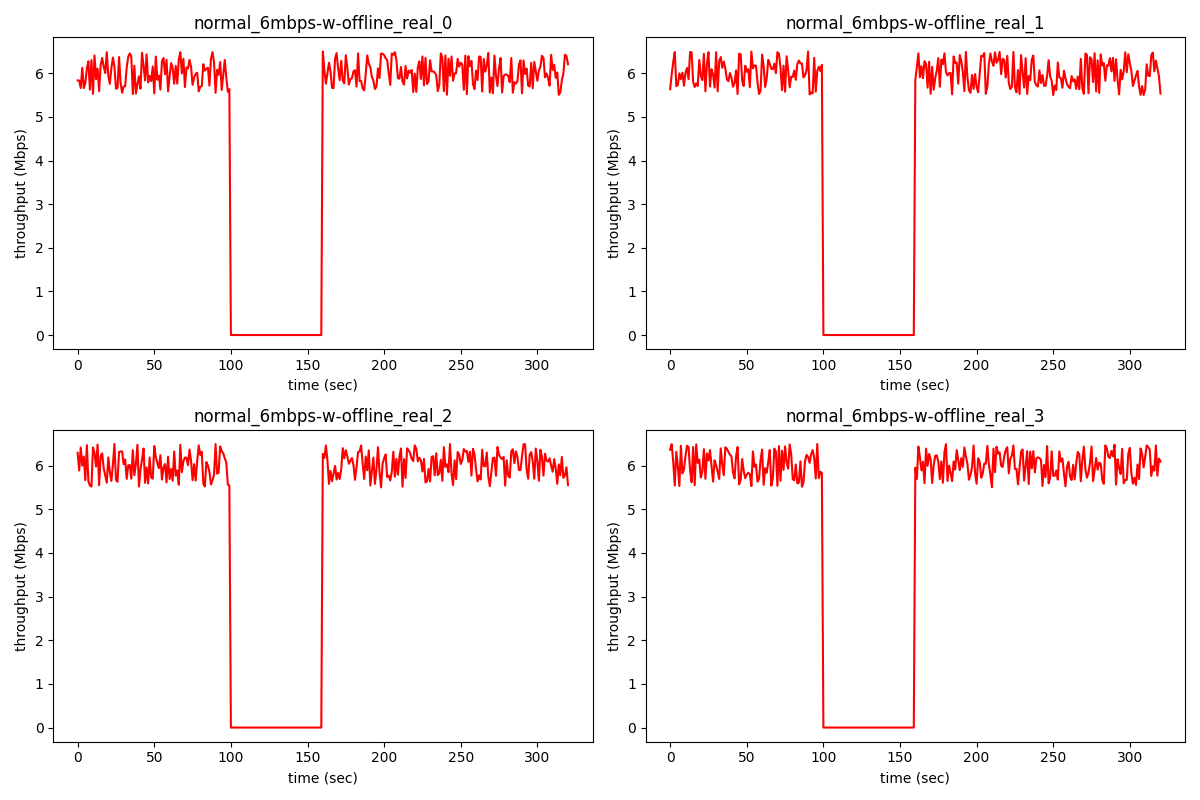 normal_6mbps-w-offline_real_0
normal_6mbps-w-offline_real_1
throughput (Mbps)
6
5
4
3
2
1
0
0 50 100 150 200 250 300
time (sec)
throughput (Mbps)
6
5
4
3
2
1
0
0 50 100 150 200 250 300
time (sec)
normal_6mbps-w-offline_real_2
normal_6mbps-w-offline_real_3
throughput (Mbps)
6
5
4
3
2
1
0
0 50 100 150 200 250 300
time (sec)
throughput (Mbps)
6
5
4
3
2
1
0
0 50 100 150 200 250 300
time (sec)